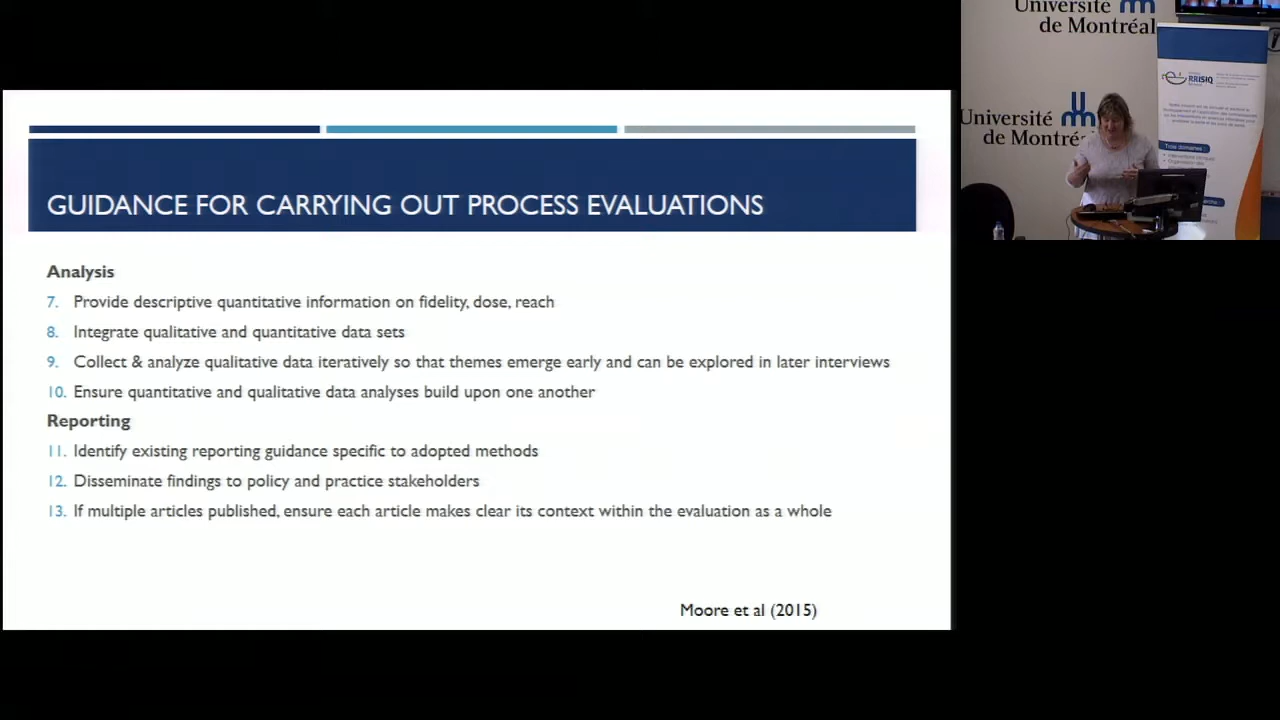 GUIDANCE FOR CARRYING OUT PROCESS EVALUATIONS
Analysis
7. Provide descriptive quantitative information on fidelity, dose, reach
8. Integrate qualitative and quantitative data sets
9. Collect & analyze qualitative data iteratively so that themes emerge early and can be explored in later interviews
10. Ensure quantitative and qualitative data analyses build upon one another
Reporting
11. Identify existing reporting guidance specific to adopted methods
12. Disseminate findings to policy and practice stakeholders
13. If multiple articles published, ensure each article makes clear its context within the evaluation as a whole
Moore et al (2015)
Université
de Montréal
Université
de Montré
RRISIQ
Trois domaines :